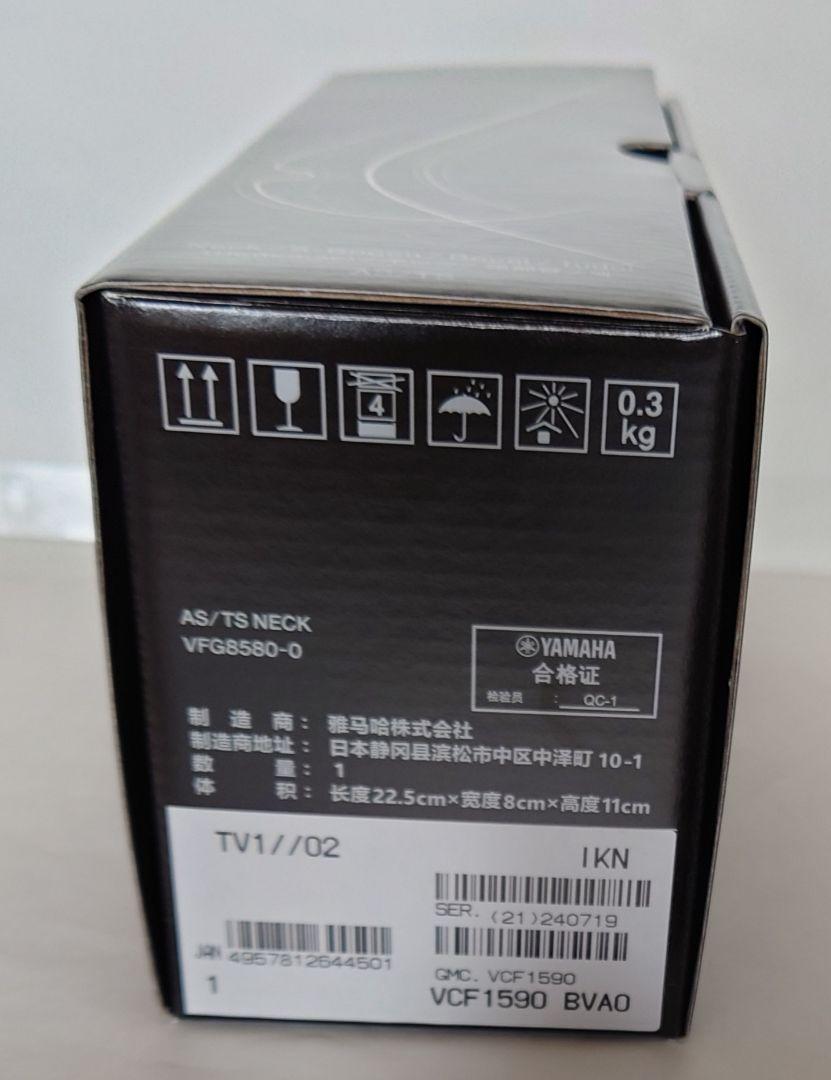 4
0.3
kg
AS/TS NECK
VFG8580-0
YAMAHA
合格证
检验员 : QC-1
制 造 商: 雅马哈株式会社
制造商地址: 日本静冈县滨松市中区中泽町 10-1
数 量: 1
体 积: 长度22.5cm×宽度8cm×高度11cm
TV1//02
IKN
SER. (21)240719
JAN 4957812644501
GMC. VCF1590
1
VCF1590 BVA0